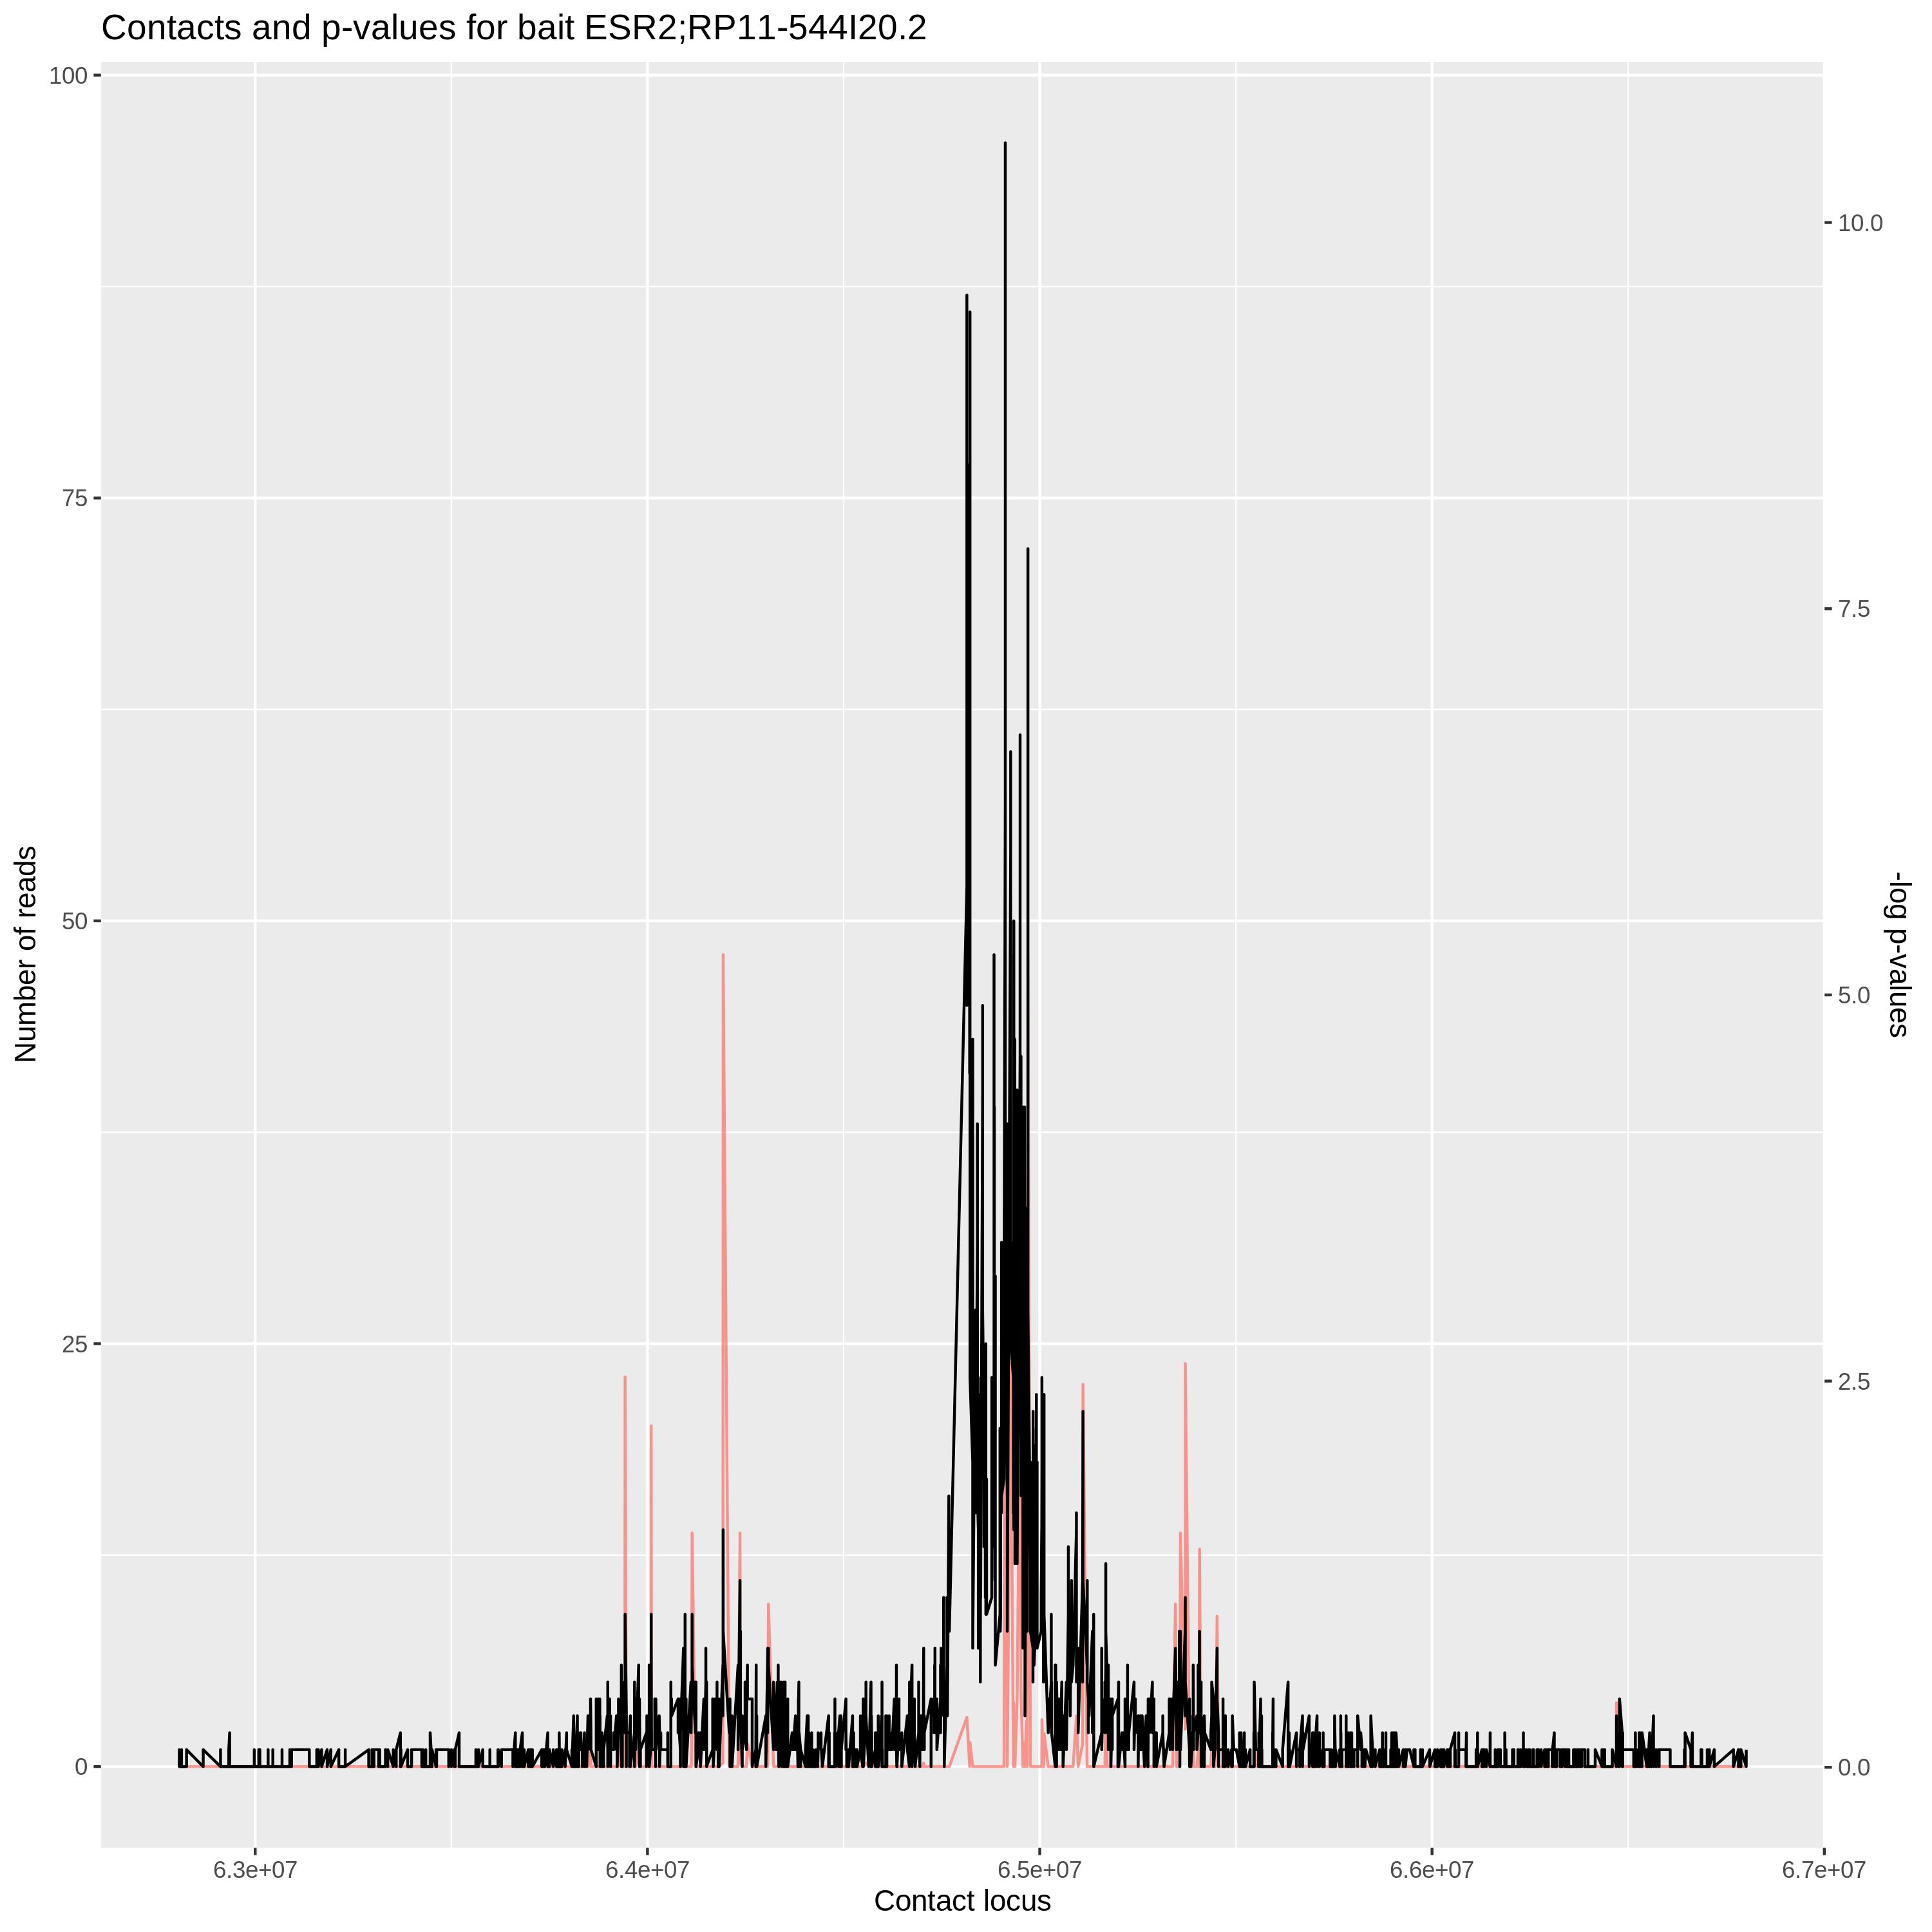 Contacts and p-values for bait ESR2;RP11-544I20.2
100
75
50
25
0
Number of reads
10.0
7.5
5.0
2.5
0.0
-log p-values
6.3e+07
6.4e+07
6.5e+07
6.6e+07
6.7e+07
Contact locus